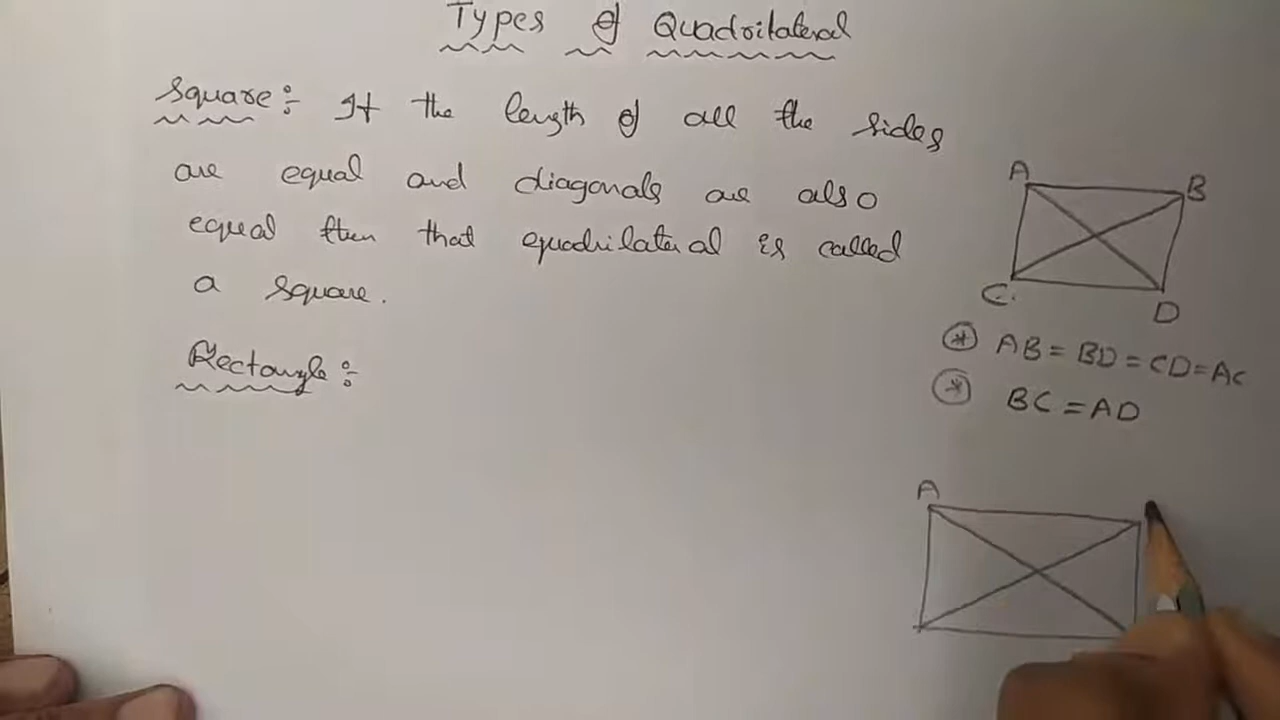 Types of Quadrilateral
Square:- If the length of all the sides
are equal and diagonals are also
equal then that quadrilateral is called
a square.
A
B
C
D
* AB = BD = CD = AC
* BC = AD
Rectangle:-
A